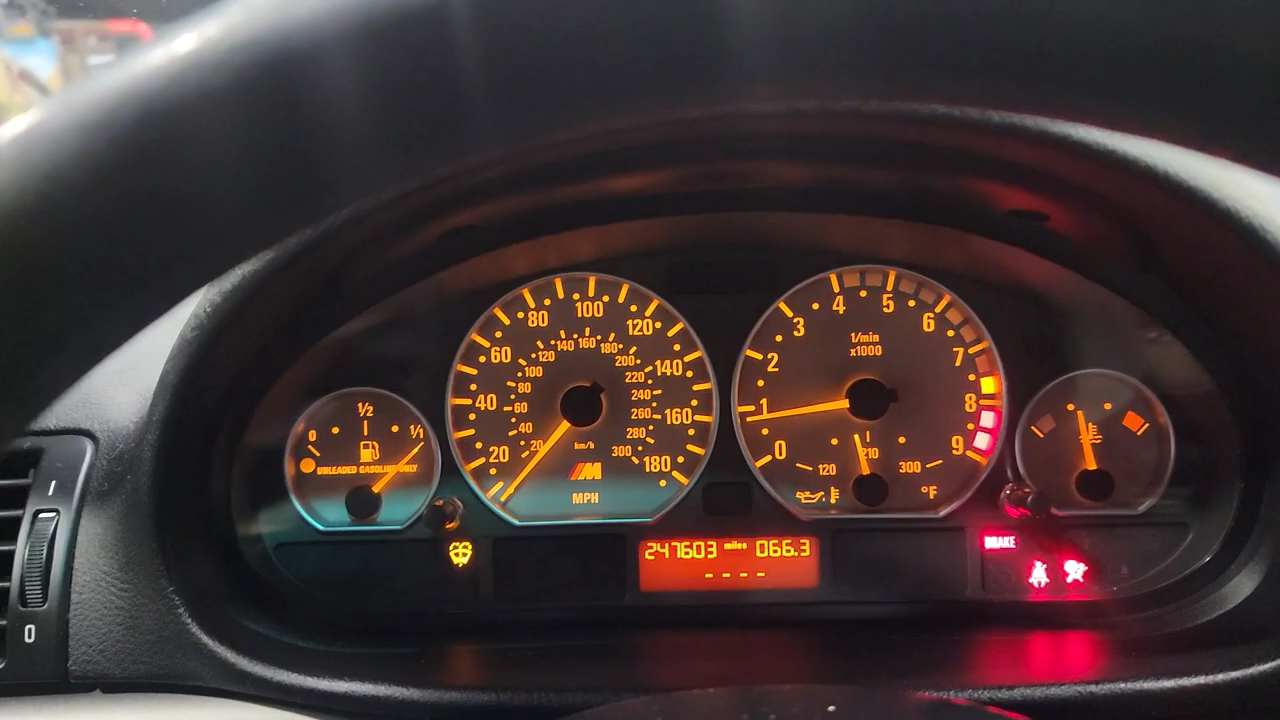 0 1/2 1/1
UNLEADED GASOLINE ONLY
20 40 60 80 100 120 140 160 180
20 40 60 80 100 120 140 160 180 200 220 240 260 280 300
km/h
M
MPH
0 1 2 3 4 5 6 7 8 9
1/min
x1000
120 210 300
°F
247603 miles 066.3
- - - -
BRAKE
0